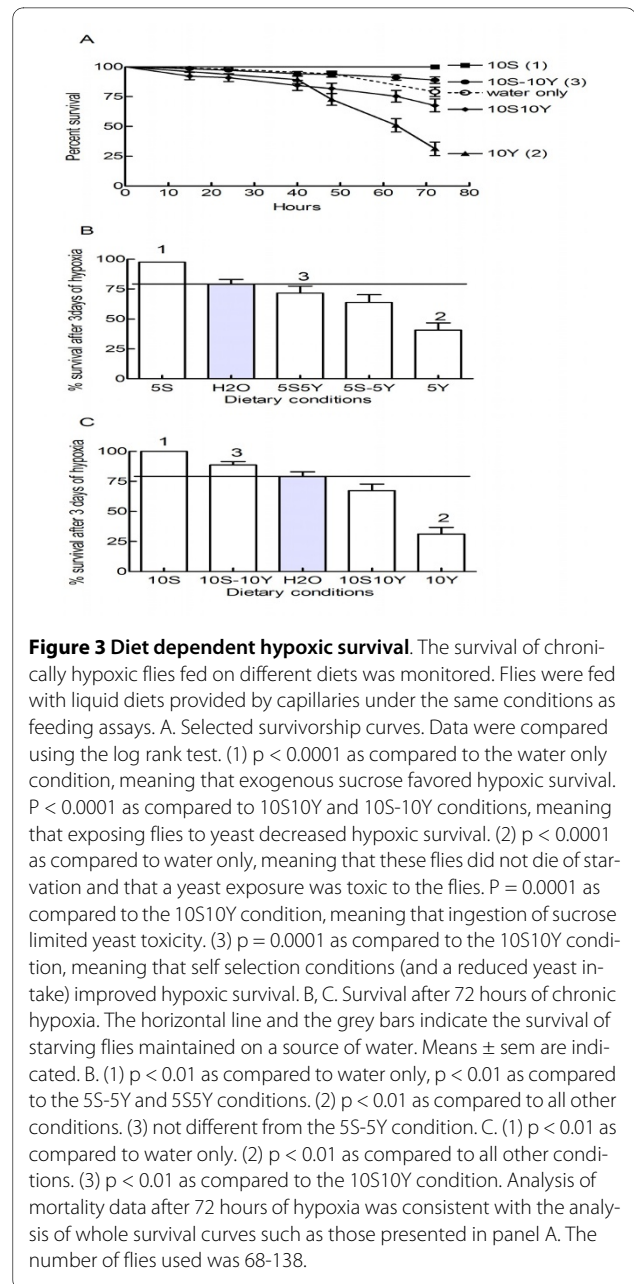 A
Percent survival
100
75
50
25
0
0 10 20 30 40 50 60 70 80
Hours
10S (1)
10S-10Y (3)
water only
10S10Y
10Y (2)
B
% survival after 3days of hypoxia
100
75
50
25
0
1
3
2
5S H2O 5S5Y 5S-5Y 5Y
Dietary conditions
C
% survival after 3 days of hypoxia
100
75
50
25
0
1
3
2
10S 10S-10Y H2O 10S10Y 10Y
Dietary conditions
Figure 3 Diet dependent hypoxic survival. The survival of chroni-
cally hypoxic flies fed on different diets was monitored. Flies were fed
with liquid diets provided by capillaries under the same conditions as
feeding assays. A. Selected survivorship curves. Data were compared
using the log rank test. (1) p < 0.0001 as compared to the water only
condition, meaning that exogenous sucrose favored hypoxic survival.
P < 0.0001 as compared to 10S10Y and 10S-10Y conditions, meaning
that exposing flies to yeast decreased hypoxic survival. (2) p < 0.0001
as compared to water only, meaning that these flies did not die of star-
vation and that a yeast exposure was toxic to the flies. P = 0.0001 as
compared to the 10S10Y condition, meaning that ingestion of sucrose
limited yeast toxicity. (3) p = 0.0001 as compared to the 10S10Y condi-
tion, meaning that self selection conditions (and a reduced yeast in-
take) improved hypoxic survival. B, C. Survival after 72 hours of chronic
hypoxia. The horizontal line and the grey bars indicate the survival of
starving flies maintained on a source of water. Means ± sem are indi-
cated. B. (1) p < 0.01 as compared to water only, p < 0.01 as compared
to the 5S-5Y and 5S5Y conditions. (2) p < 0.01 as compared to all other
conditions. (3) not different from the 5S-5Y condition. C. (1) p < 0.01 as
compared to water only. (2) p < 0.01 as compared to all other condi-
tions. (3) p < 0.01 as compared to the 10S10Y condition. Analysis of
mortality data after 72 hours of hypoxia was consistent with the analy-
sis of whole survival curves such as those presented in panel A. The
number of flies used was 68-138.